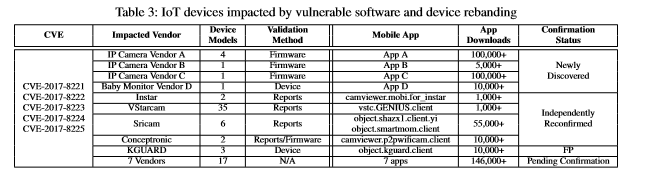 Table 3: IoT devices impacted by vulnerable software and device rebanding
CVE Impacted Vendor Device Models Validation Method Mobile App App Downloads Confirmation Status
CVE-2017-8221
CVE-2017-8222
CVE-2017-8223
CVE-2017-8224
CVE-2017-8225
IP Camera Vendor A 4 Firmware App A 100,000+
IP Camera Vendor B 1 Firmware App B 5,000+
IP Camera Vendor C 1 Firmware App C 100,000+
Baby Monitor Vendor D 1 Device App D 10,000+
Newly
Discovered
Instar 2 Reports camviewer.mobi.for_instar 1,000+
VStarcam 35 Reports vstc.GENIUS.client 1,000+
Sricam 6 Reports object.shazx1.client.yi 55,000+
object.smartmom.client
Conceptronic 2 Reports/Firmware camviewer.p2pwificam.client 10,000+
Independently
Reconfirmed
KGUARD 3 Device object.kguard.client 10,000+ FP
7 Vendors 17 N/A 7 apps 146,000+ Pending Confirmation